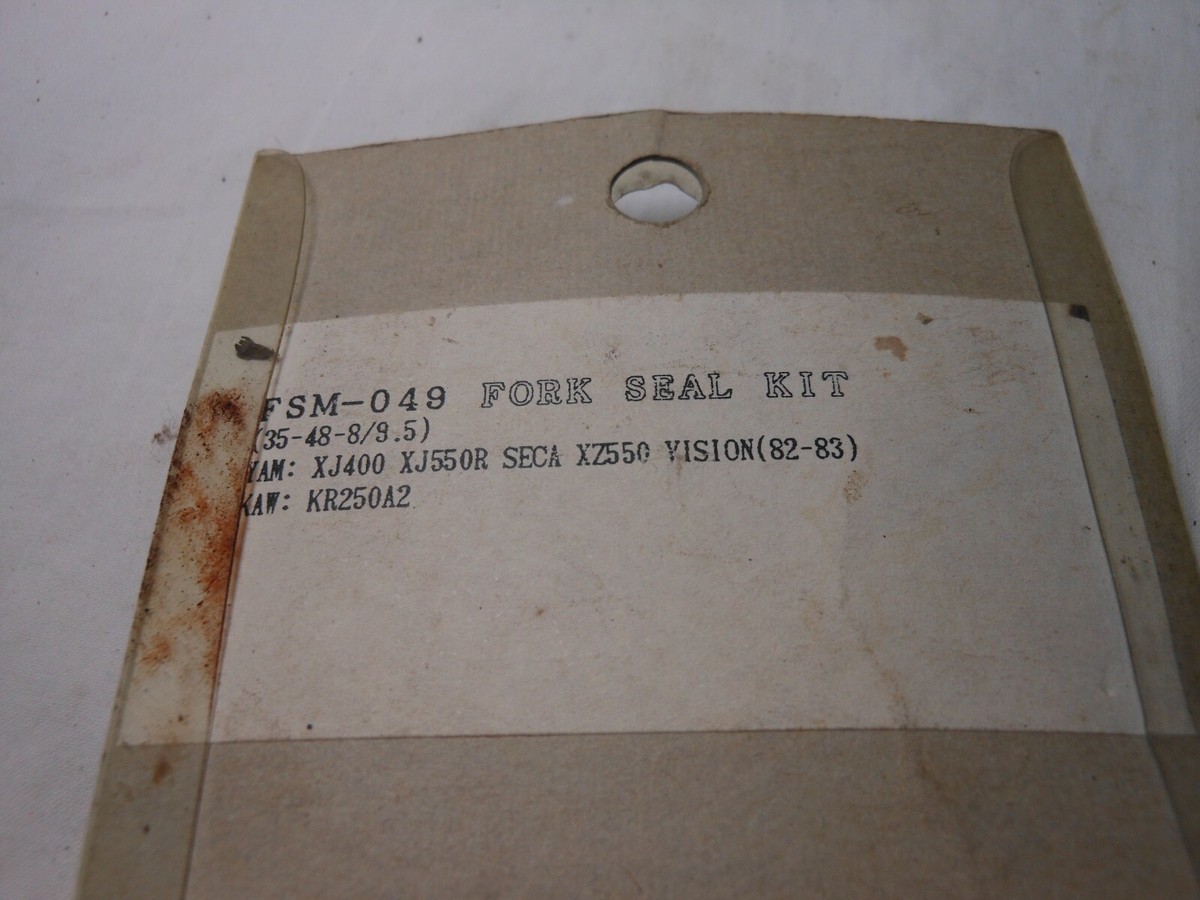 FSM-049 FORK SEAL KIT
(35-48-8/9.5)
YAM: XJ400 XJ550R SECA XZ550 VISION(82-83)
KAW: KR250A2